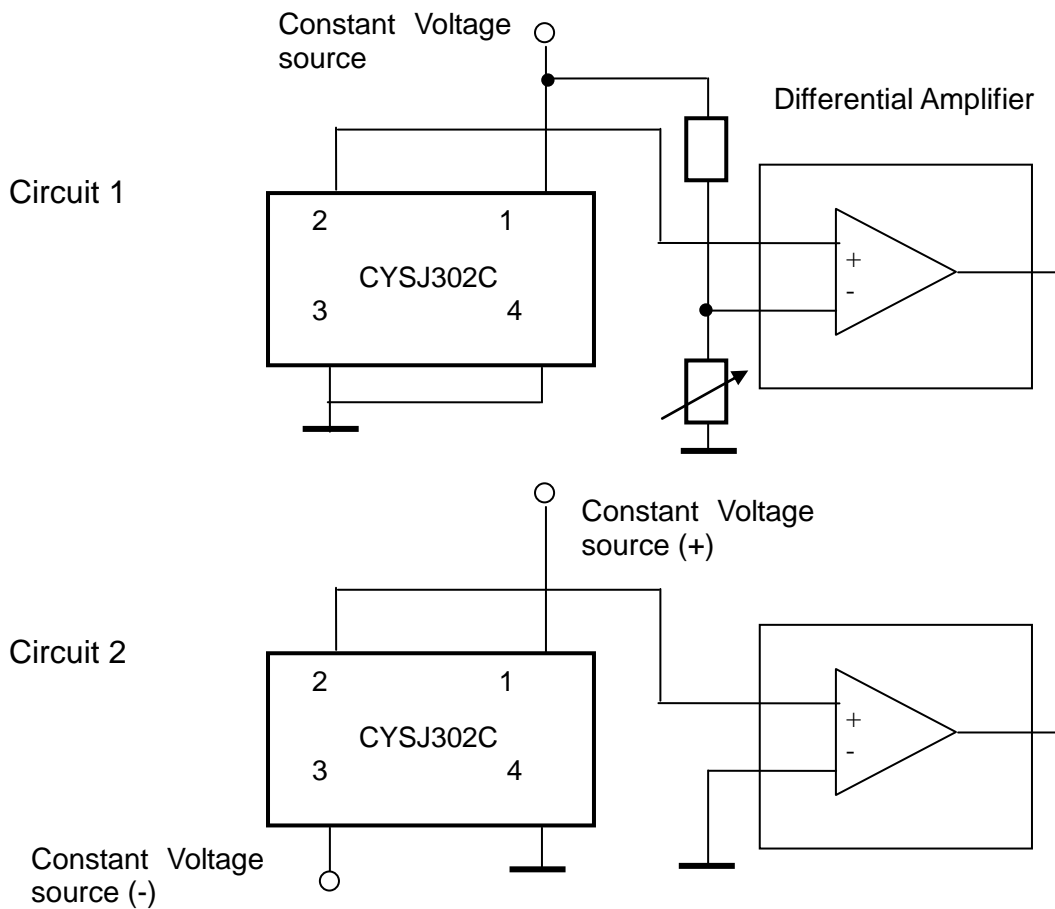 Constant Voltage
source
Differential Amplifier
Circuit 1
2 1
CYSJ302C
3 4
+
-
Constant Voltage
source (+)
Circuit 2
2 1
CYSJ302C
3 4
+
-
Constant Voltage
source (-)